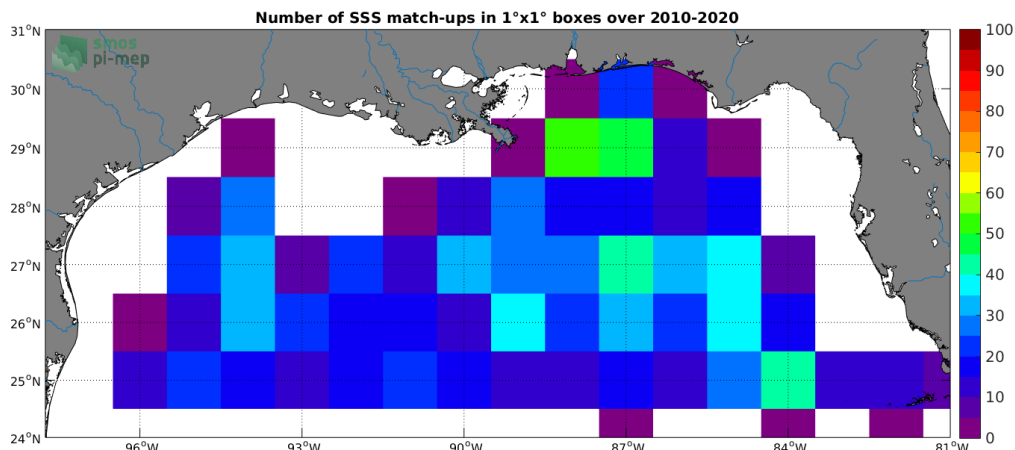 Number of SSS match-ups in 1°x1° boxes over 2010-2020
smos
pi-mep
31°N
30°N
29°N
28°N
27°N
26°N
25°N
24°N
96°W
93°W
90°W
87°W
84°W
81°W
100
90
80
70
60
50
40
30
20
10
0